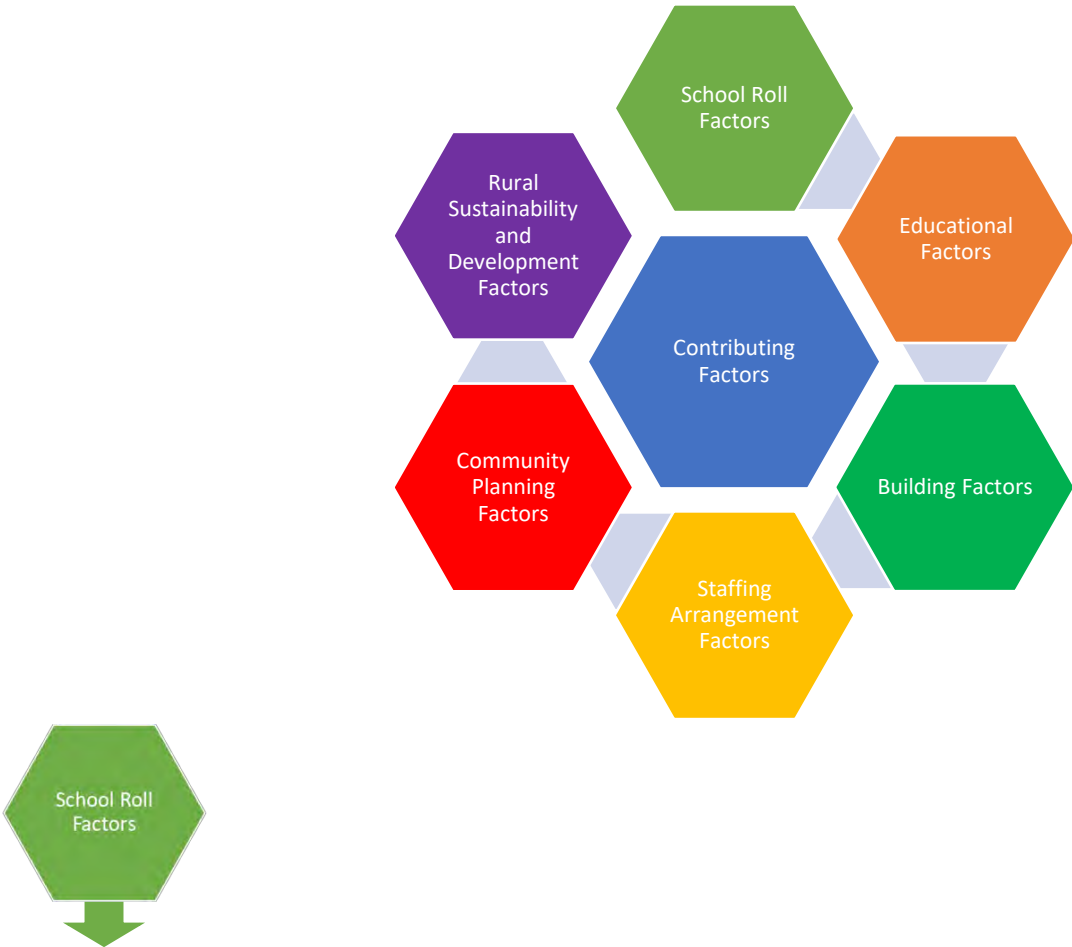 School Roll
Factors
Educational
Factors
Building Factors
Staffing
Arrangement
Factors
Community
Planning
Factors
Rural
Sustainability
and
Development
Factors
Contributing
Factors
School Roll
Factors